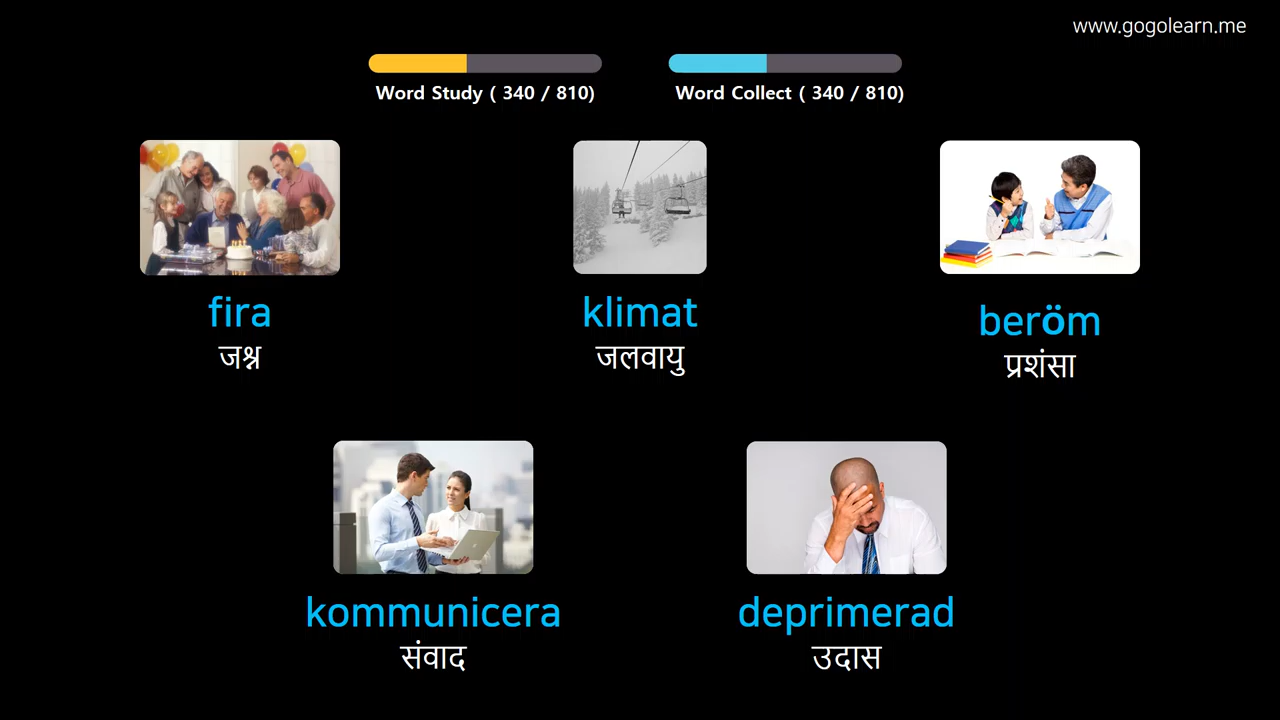 www.gogolearn.me
Word Study ( 340 / 810)
Word Collect ( 340 / 810)
fira
जश्न
klimat
जलवायु
beröm
प्रशंसा
kommunicera
संवाद
deprimerad
उदास